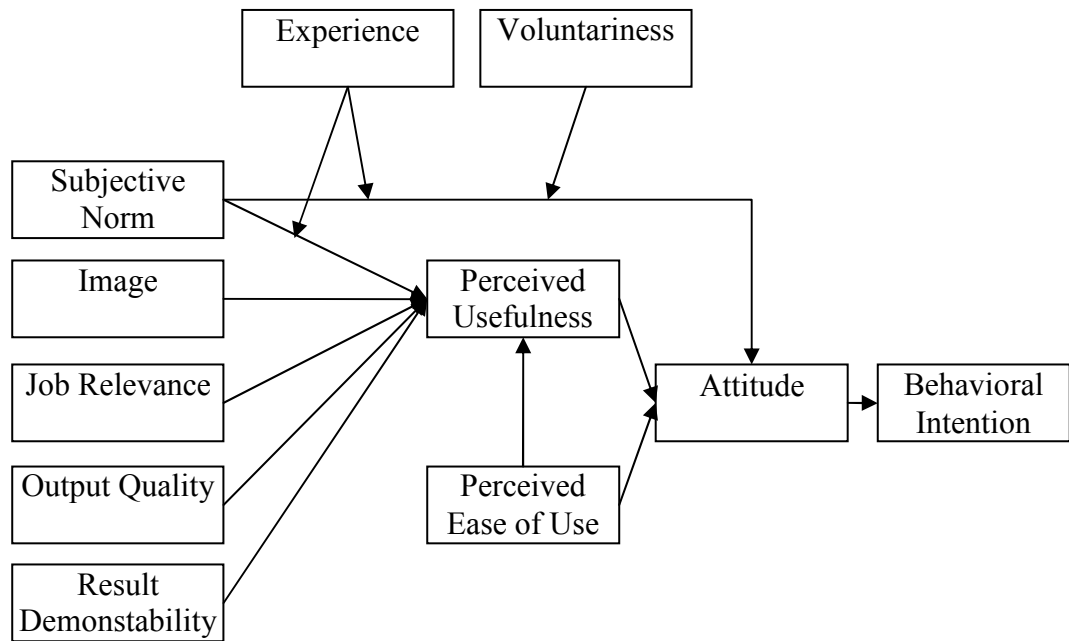 Experience
Voluntariness
Subjective
Norm
Image
Perceived
Usefulness
Job Relevance
Attitude
Behavioral
Intention
Output Quality
Perceived
Ease of Use
Result
Demonstability